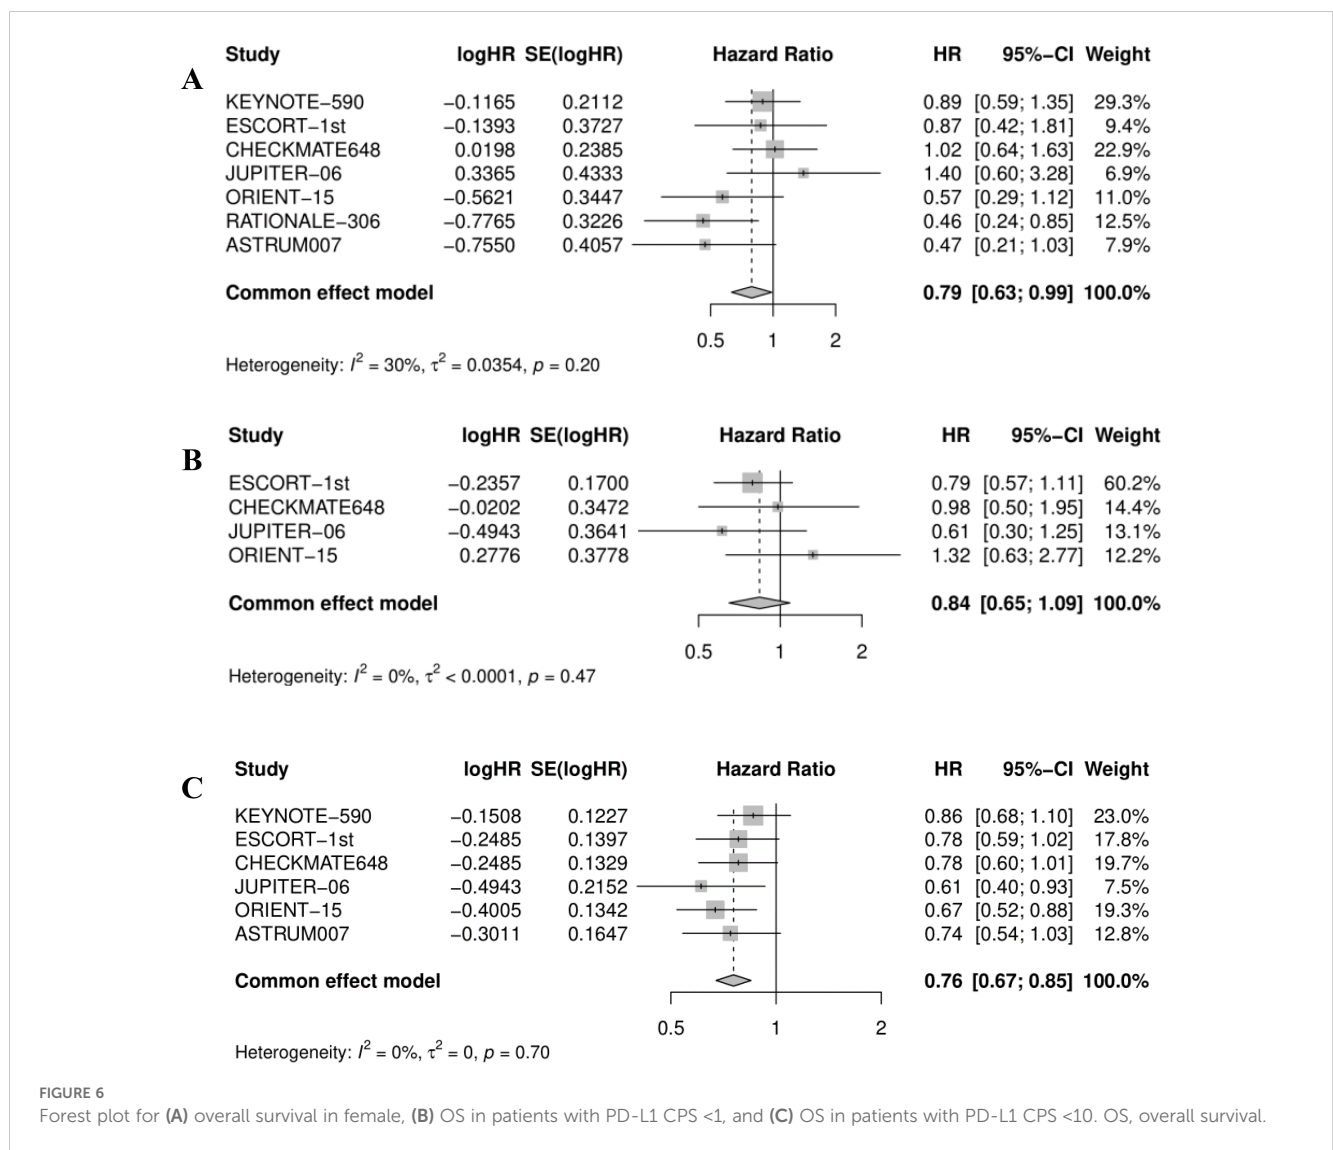 A
Study logHR SE(logHR) Hazard Ratio HR 95%−CI Weight
KEYNOTE−590 −0.1165 0.2112 0.89 [0.59; 1.35] 29.3%
ESCORT−1st −0.1393 0.3727 0.87 [0.42; 1.81] 9.4%
CHECKMATE648 0.0198 0.2385 1.02 [0.64; 1.63] 22.9%
JUPITER−06 0.3365 0.4333 1.40 [0.60; 3.28] 6.9%
ORIENT−15 −0.5621 0.3447 0.57 [0.29; 1.12] 11.0%
RATIONALE−306 −0.7765 0.3226 0.46 [0.24; 0.85] 12.5%
ASTRUM007 −0.7550 0.4057 0.47 [0.21; 1.03] 7.9%
Common effect model 0.79 [0.63; 0.99] 100.0%
0.5 1 2
Heterogeneity: I² = 30%, τ² = 0.0354, p = 0.20
B
Study logHR SE(logHR) Hazard Ratio HR 95%−CI Weight
ESCORT−1st −0.2357 0.1700 0.79 [0.57; 1.11] 60.2%
CHECKMATE648 −0.0202 0.3472 0.98 [0.50; 1.95] 14.4%
JUPITER−06 −0.4943 0.3641 0.61 [0.30; 1.25] 13.1%
ORIENT−15 0.2776 0.3778 1.32 [0.63; 2.77] 12.2%
Common effect model 0.84 [0.65; 1.09] 100.0%
0.5 1 2
Heterogeneity: I² = 0%, τ² < 0.0001, p = 0.47
C
Study logHR SE(logHR) Hazard Ratio HR 95%−CI Weight
KEYNOTE−590 −0.1508 0.1227 0.86 [0.68; 1.10] 23.0%
ESCORT−1st −0.2485 0.1397 0.78 [0.59; 1.02] 17.8%
CHECKMATE648 −0.2485 0.1329 0.78 [0.60; 1.01] 19.7%
JUPITER−06 −0.4943 0.2152 0.61 [0.40; 0.93] 7.5%
ORIENT−15 −0.4005 0.1342 0.67 [0.52; 0.88] 19.3%
ASTRUM007 −0.3011 0.1647 0.74 [0.54; 1.03] 12.8%
Common effect model 0.76 [0.67; 0.85] 100.0%
0.5 1 2
Heterogeneity: I² = 0%, τ² = 0, p = 0.70
FIGURE 6
Forest plot for (A) overall survival in female, (B) OS in patients with PD-L1 CPS <1, and (C) OS in patients with PD-L1 CPS <10. OS, overall survival.